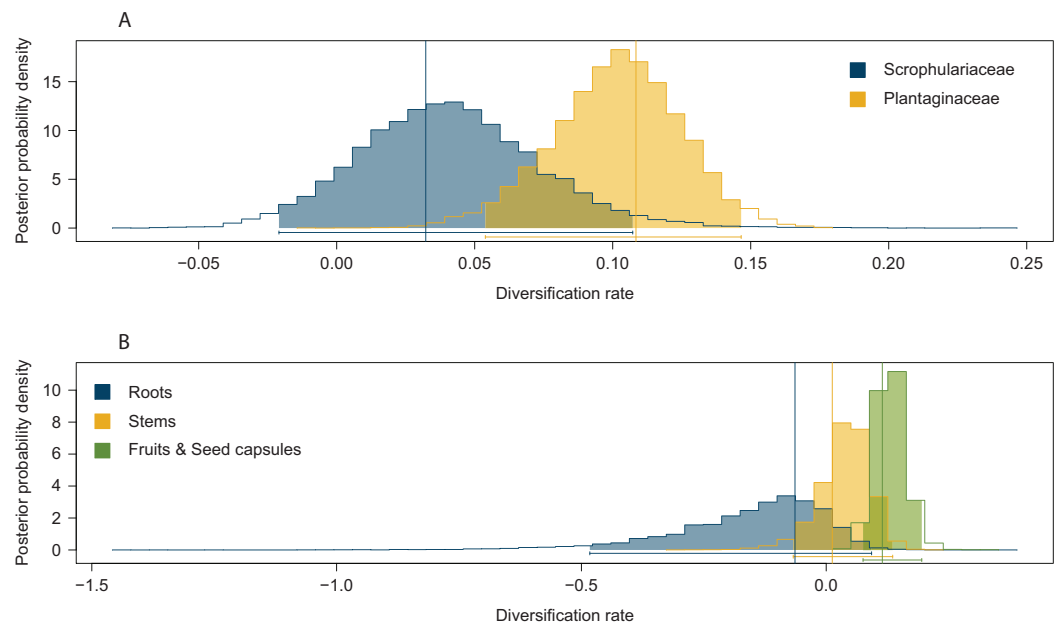 A
Posterior probability density
15
10
5
0
Scrophulariaceae
Plantaginaceae
−0.05
0.00
0.05
0.10
0.15
0.20
0.25
Diversification rate
B
Posterior probability density
10
8
6
4
2
0
Roots
Stems
Fruits & Seed capsules
−1.5
−1.0
−0.5
0.0
Diversification rate